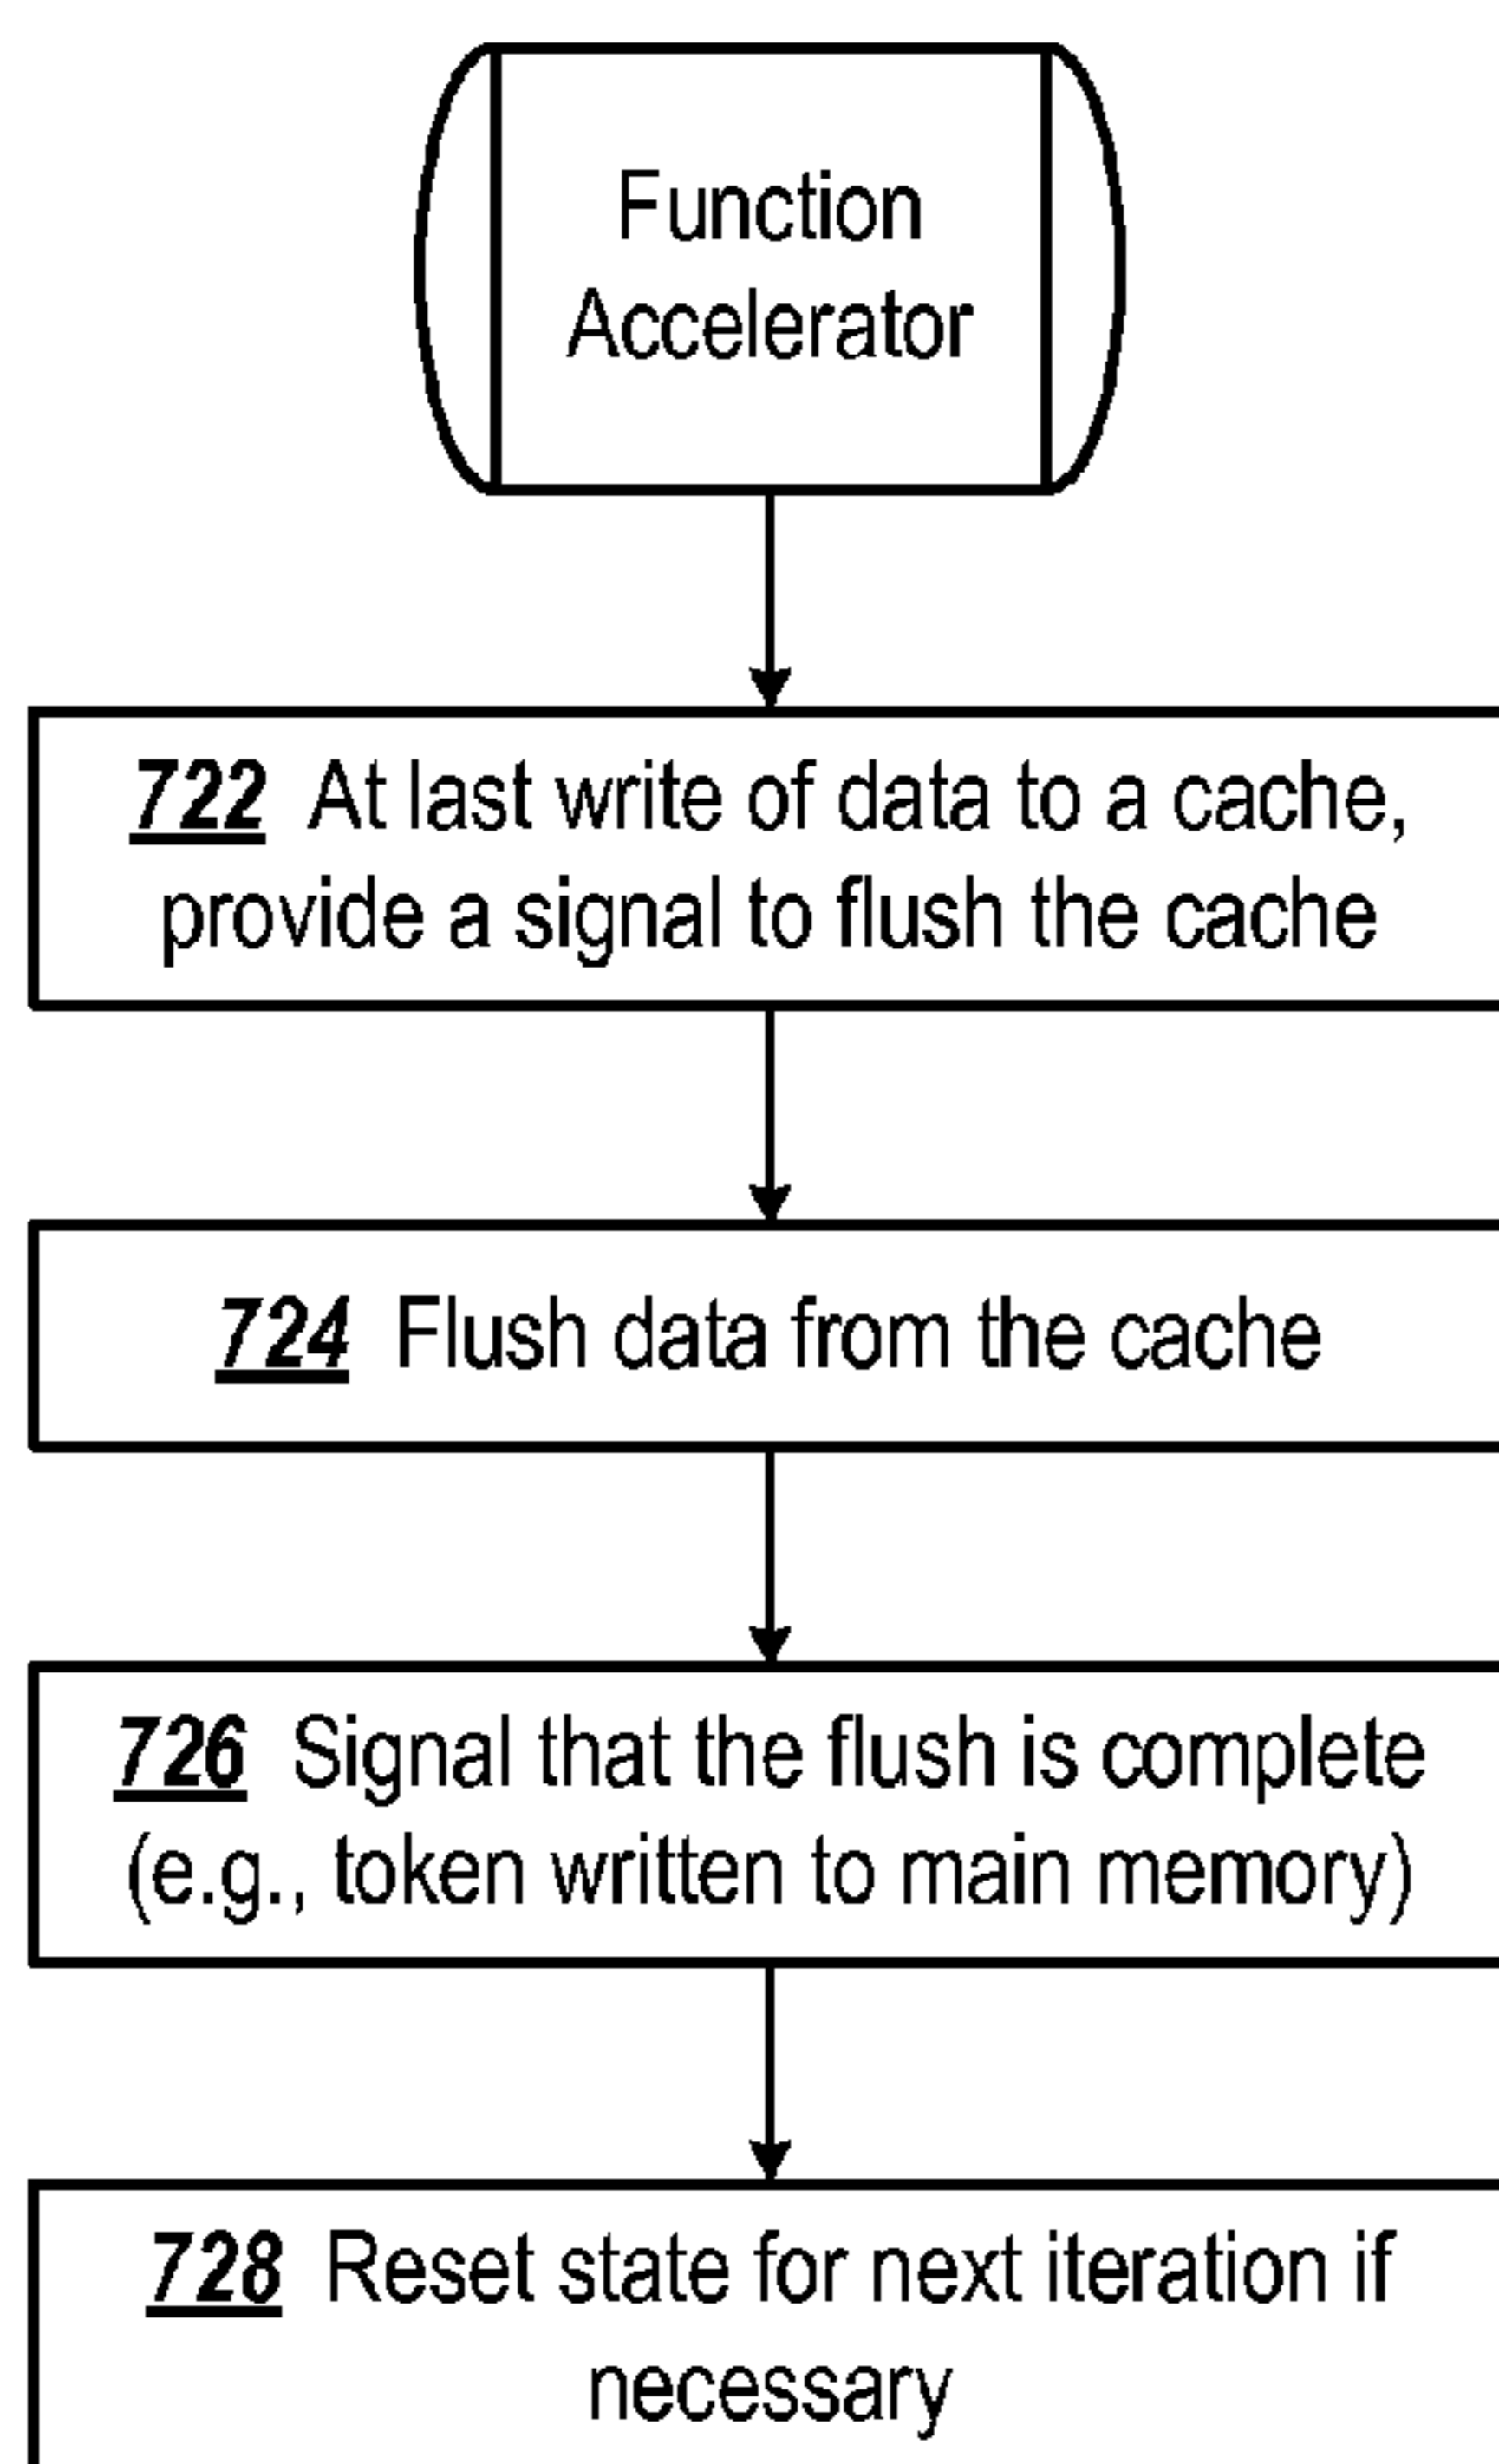 Function
Accelerator
722 At last write of data to a cache,
provide a signal to flush the cache
724 Flush data from the cache
726 Signal that the flush is complete
(e.g., token written to main memory)
728 Reset state for next iteration if
necessary